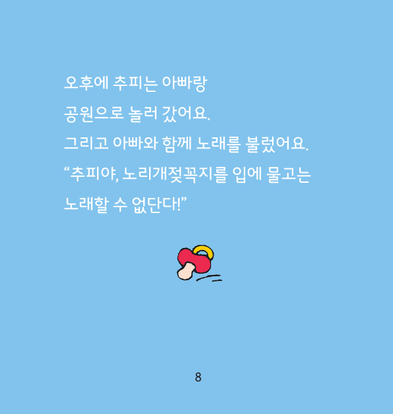 오후에 추피는 아빠랑
공원으로 놀러 갔어요.
그리고 아빠와 함께 노래를 불렀어요.
“추피야, 노리개젖꼭지를 입에 물고는
노래할 수 없단다!”
8